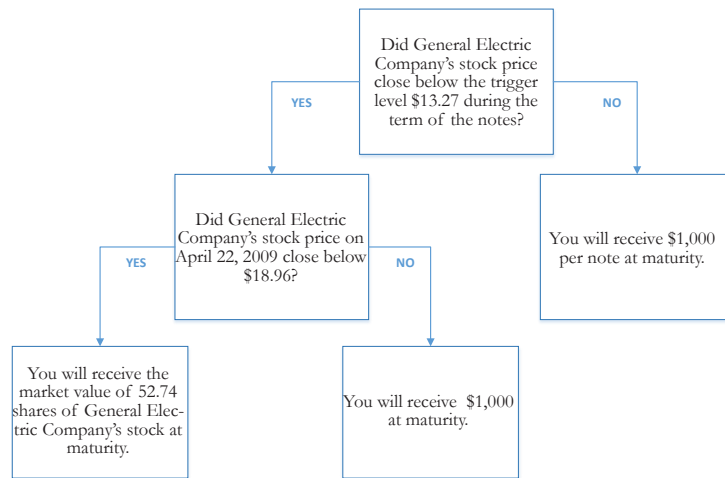 Did General Electric
Company's stock price
close below the trigger
level $13.27 during the
term of the notes?
YES
NO
Did General Electric
Company's stock price on
April 22, 2009 close below
$18.96?
You will receive $1,000
per note at maturity.
YES
NO
You will receive the
market value of 52.74
shares of General Elec-
tric Company's stock at
maturity.
You will receive $1,000
at maturity.